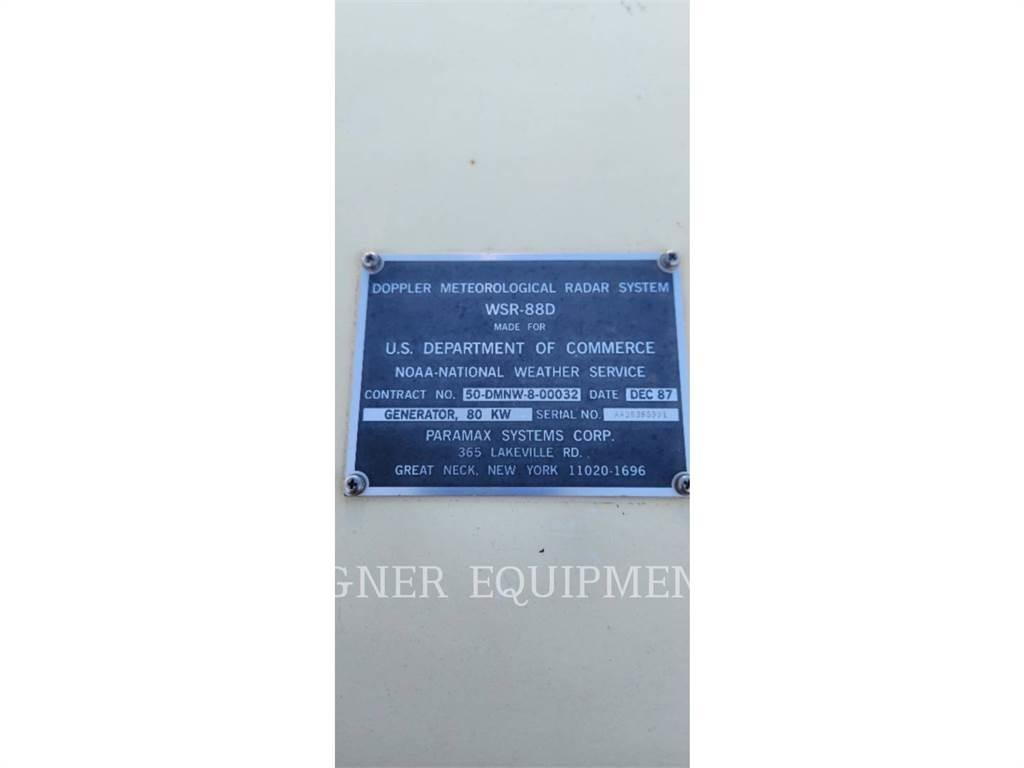 DOPPLER METEOROLOGICAL RADAR SYSTEM
WSR-88D
MADE FOR
U.S. DEPARTMENT OF COMMERCE
NOAA-NATIONAL WEATHER SERVICE
CONTRACT NO. 50-DMNW-8-00032 DATE DEC 87
GENERATOR, 80 KW SERIAL NO.
PARAMAX SYSTEMS CORP.
365 LAKEVILLE RD.
GREAT NECK, NEW YORK 11020-1696
GNER EQUIPMEN